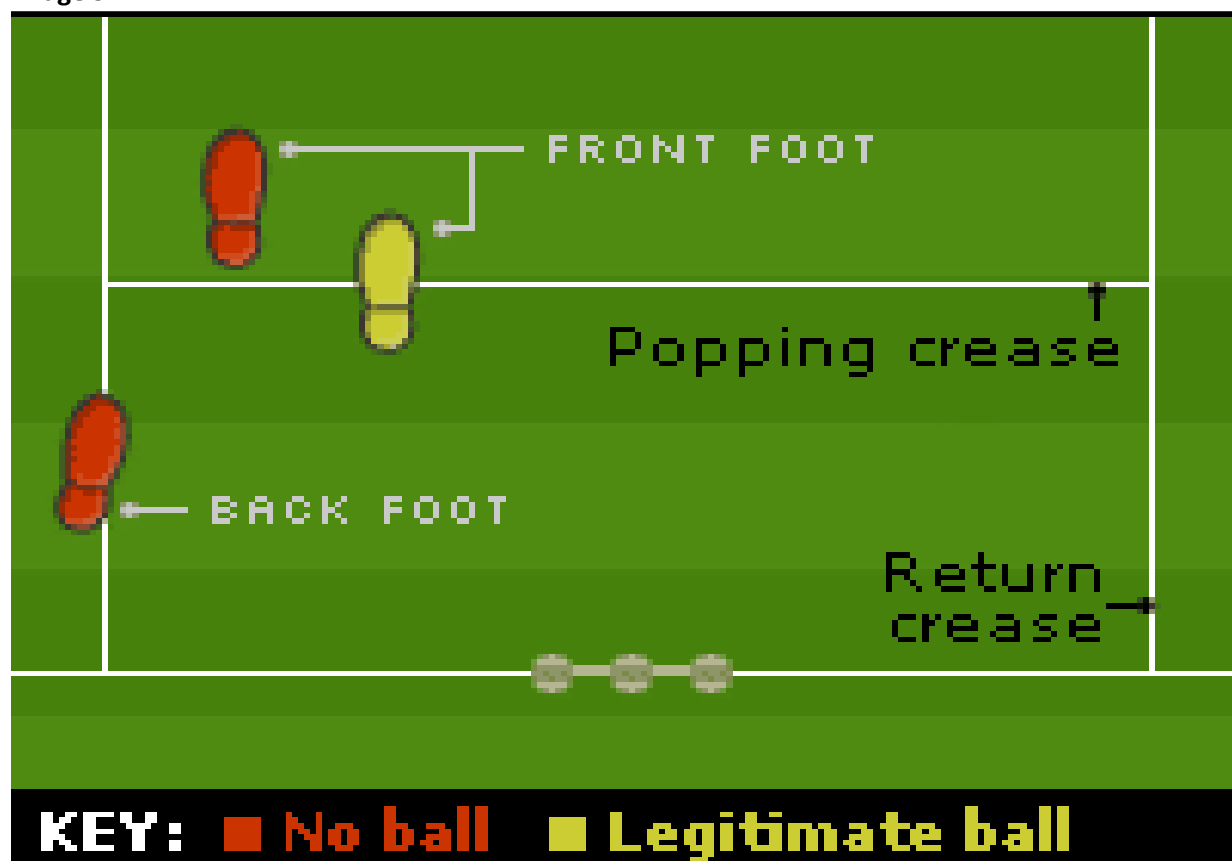 FRONT FOOT
Popping crease
BACK FOOT
Return
crease
KEY: No ball Legitimate ball